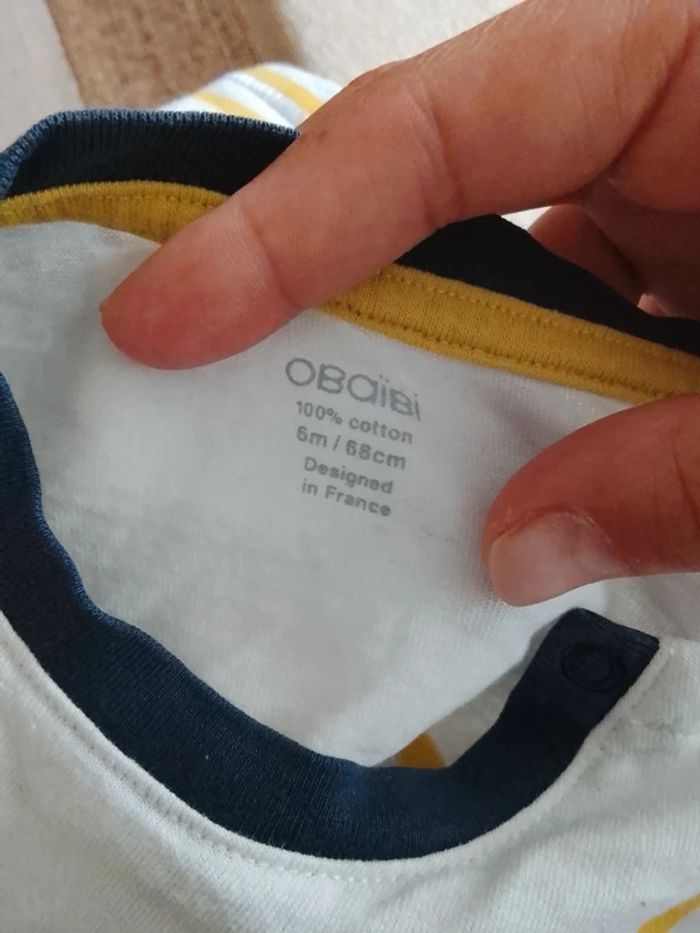 OBaïBi
100% cotton
6m / 68cm
Designed
in France